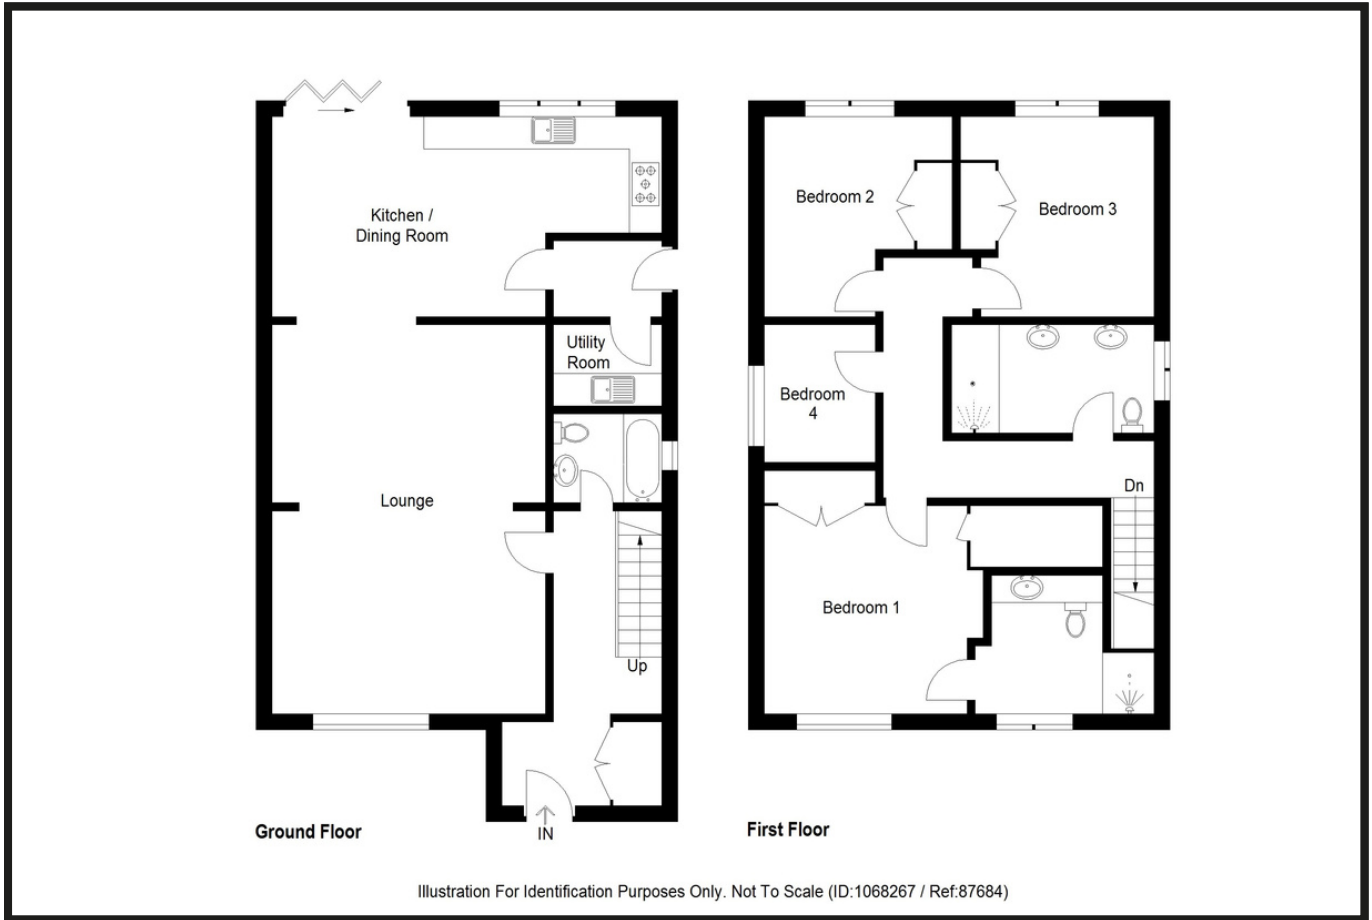 Kitchen /
Dining Room
Utility
Room
Lounge
Up
IN
Ground Floor
Bedroom 2
Bedroom 3
Bedroom
4
Dn
Bedroom 1
First Floor
Illustration For Identification Purposes Only. Not To Scale (ID:1068267 / Ref:87684)